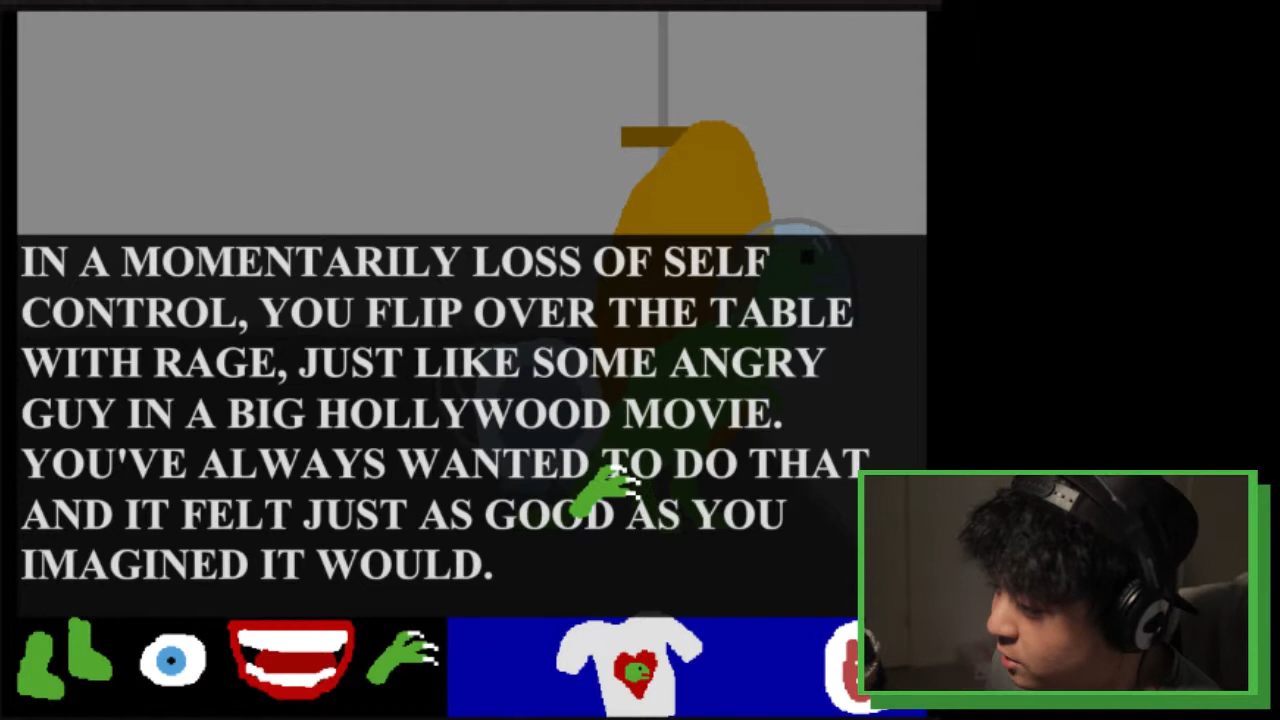 IN A MOMENTARILY LOSS OF SELF
CONTROL, YOU FLIP OVER THE TABLE
WITH RAGE, JUST LIKE SOME ANGRY
GUY IN A BIG HOLLYWOOD MOVIE.
YOU'VE ALWAYS WANTED TO DO THAT
AND IT FELT JUST AS GOOD AS YOU
IMAGINED IT WOULD.